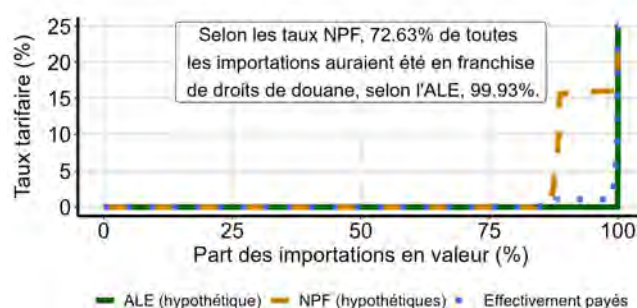 Selon les taux NPF, 72.63% de toutes
les importations auraient été en franchise
de droits de douane, selon l'ALE, 99.93%.
Taux tarifaire (%)
25
20
15
10
5
0
0
25
50
75
100
Part des importations en valeur (%)
ALE (hypothétique)
NPF (hypothétiques)
Effectivernent payés